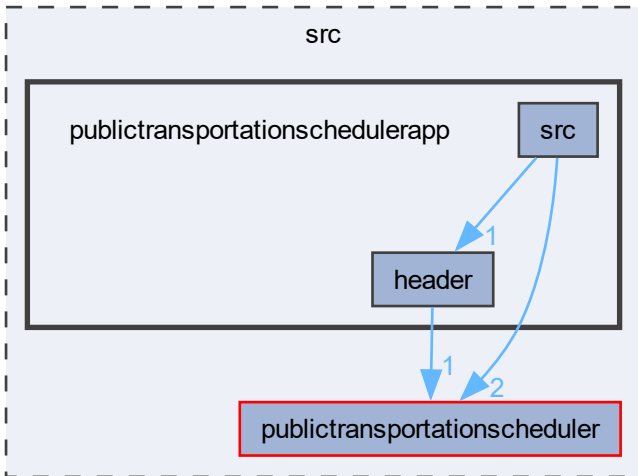 src
publictransportationschedulerapp
src
1
header
1
2
publictransportationscheduler